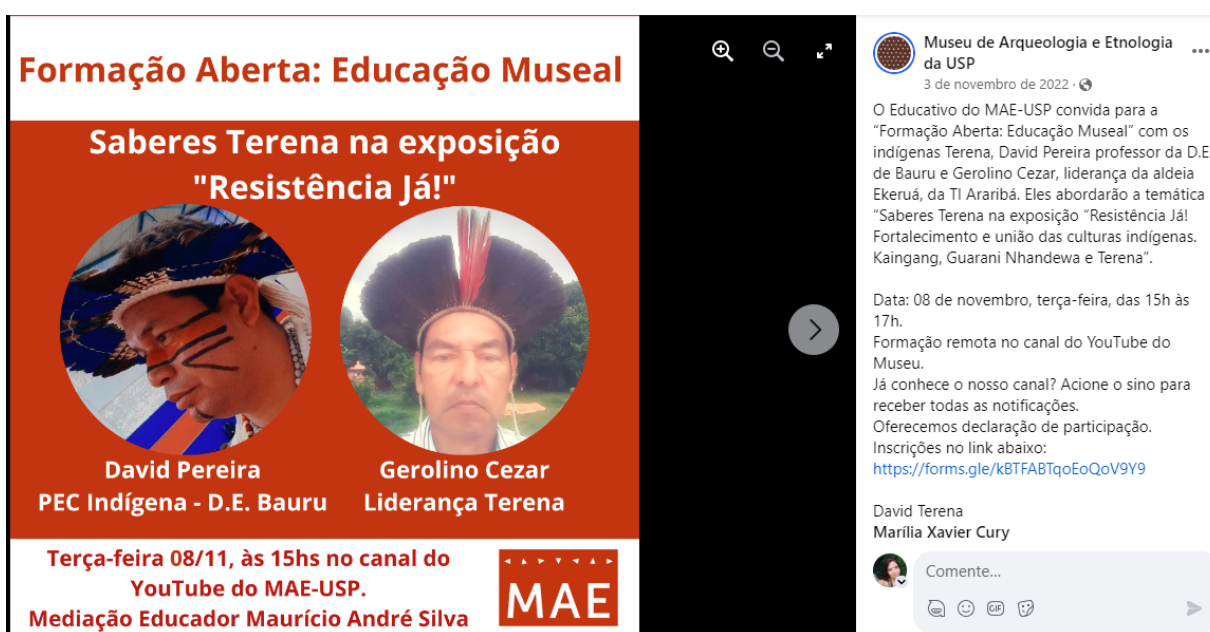 Formação Aberta: Educação Museal
Saberes Terena na exposição
"Resistência Já!"
David Pereira
PEC Indígena - D.E. Bauru
Gerolino Cezar
Liderança Terena
Terça-feira 08/11, às 15hs no canal do
YouTube do MAE-USP.
Mediação Educador Maurício André Silva
MAE
Museu de Arqueologia e Etnologia
da USP
3 de novembro de 2022 ·
O Educativo do MAE-USP convida para a
“Formação Aberta: Educação Museal” com os
indígenas Terena, David Pereira professor da D.E
de Bauru e Gerolino Cezar, liderança da aldeia
Ekeruá, da TI Araribá. Eles abordarão a temática
“Saberes Terena na exposição “Resistência Já!
Fortalecimento e união das culturas indígenas.
Kaingang, Guarani Nhandewa e Terena”.
Data: 08 de novembro, terça-feira, das 15h às
17h.
Formação remota no canal do YouTube do
Museu.
Já conhece o nosso canal? Acione o sino para
receber todas as notificações.
Oferecemos declaração de participação.
Inscrições no link abaixo:
https://forms.gle/kBTFABTqoEoQoV9Y9
David Terena
Marília Xavier Cury
Comente...
GIF